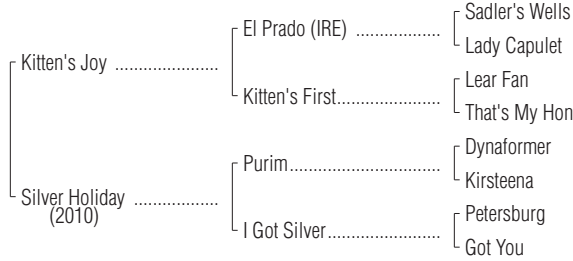 Sadler's Wells
El Prado (IRE) ..................
Lady Capulet
Kitten's Joy ......................
Lear Fan
Kitten's First......................
That's My Hon
Dynaformer
Purim................................
Kirsteena
Silver Holiday ..................
(2010)
Petersburg
I Got Silver........................
Got You